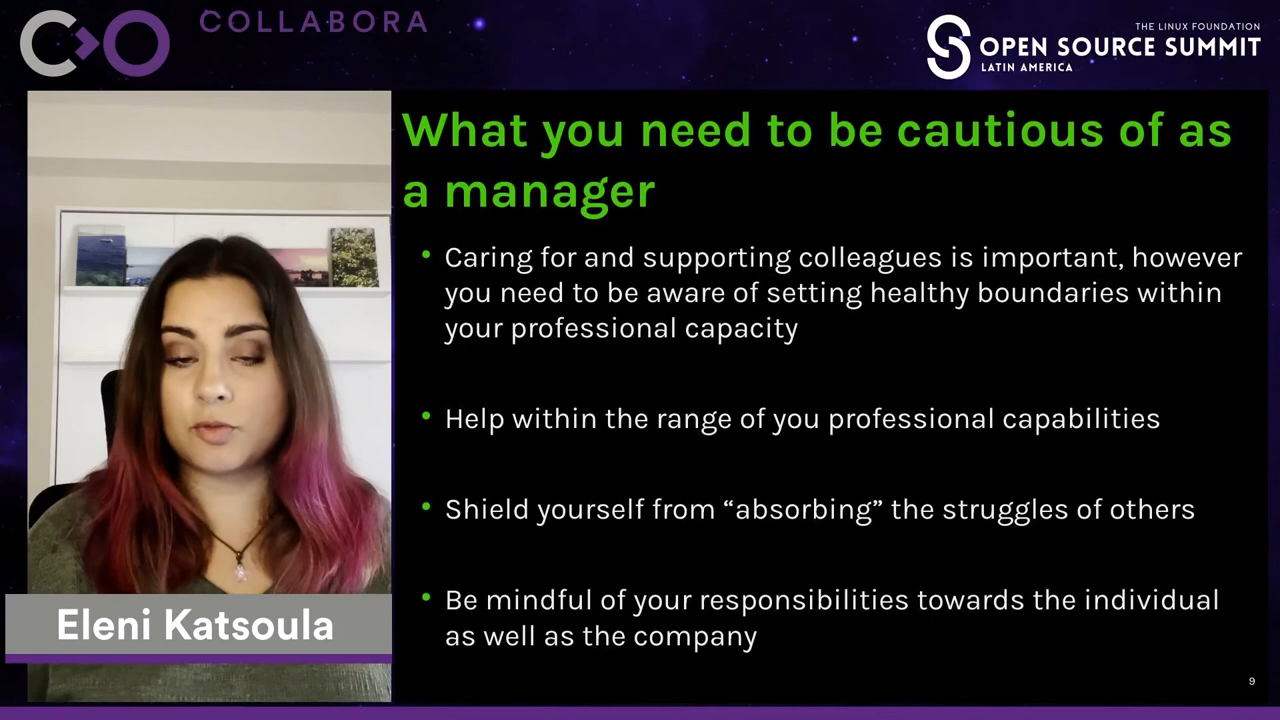 COLLABORA
THE LINUX FOUNDATION
OPEN SOURCE SUMMIT
LATIN AMERICA
What you need to be cautious of as
a manager
• Caring for and supporting colleagues is important, however
you need to be aware of setting healthy boundaries within
your professional capacity
• Help within the range of you professional capabilities
• Shield yourself from “absorbing” the struggles of others
• Be mindful of your responsibilities towards the individual
as well as the company
Eleni Katsoula
9